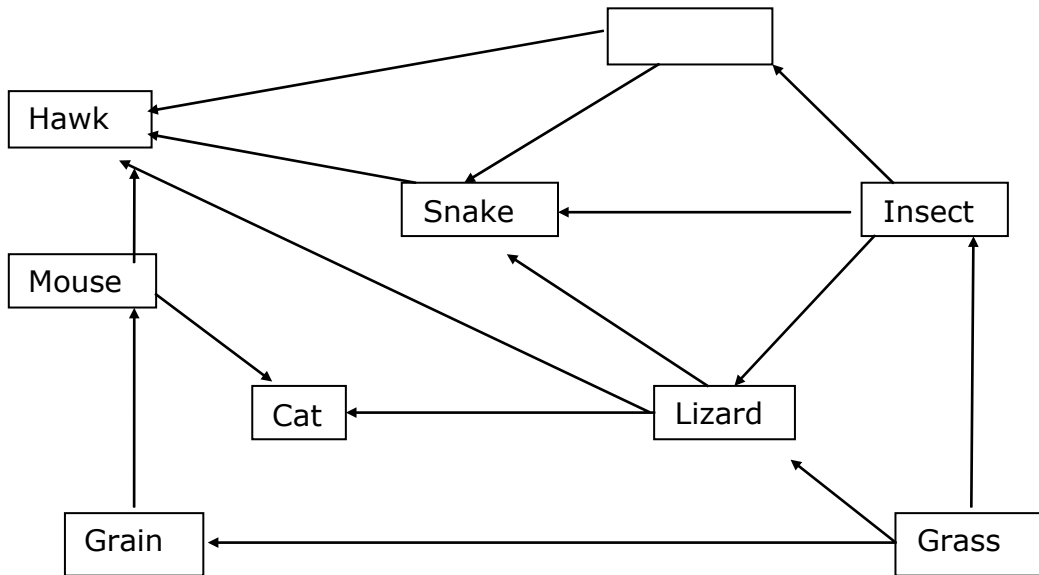 Hawk
Snake
Insect
Mouse
Cat
Lizard
Grain
Grass